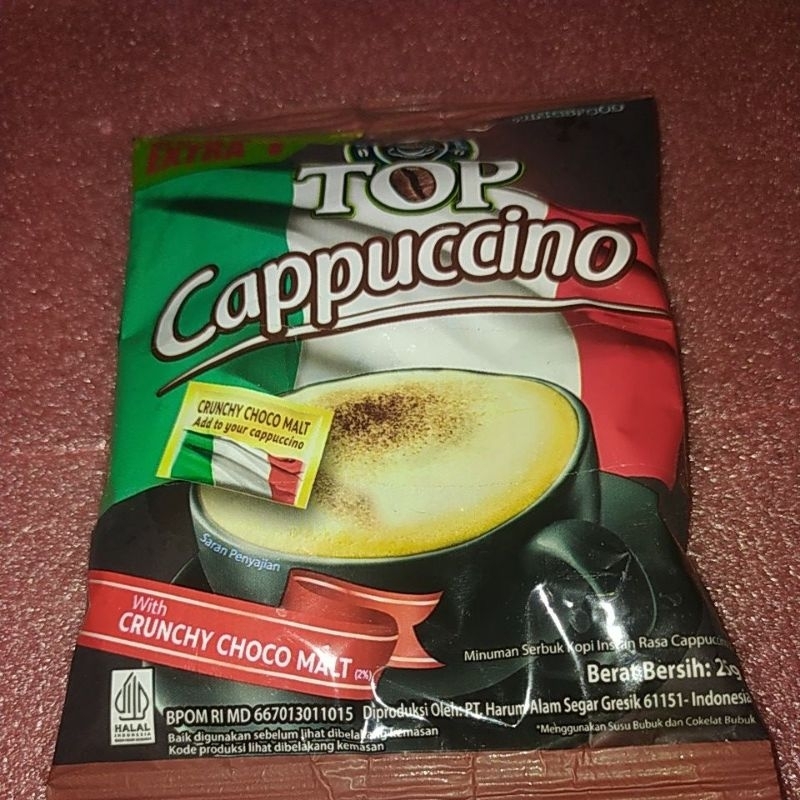 EXTRA
TOP
Cappuccino
CRUNCHY CHOCO MALT
Add to your cappuccino
Saran Penyajian
With
CRUNCHY CHOCO MALT (2%)
Minuman Serbuk Kopi Instan Rasa
Berat Bersih:
HALAL
INDONESIA
BPOM RI MD 667013011015 Diproduksi Oleh: PT. Harum Alam Segar Gresik 61151- Indonesia
*Menggunakan Susu Bubuk dan Cokelat Bubuk
Baik digunakan sebelum lihat dibelakang kemasan
Kode produksi lihat dibelakang kemasan